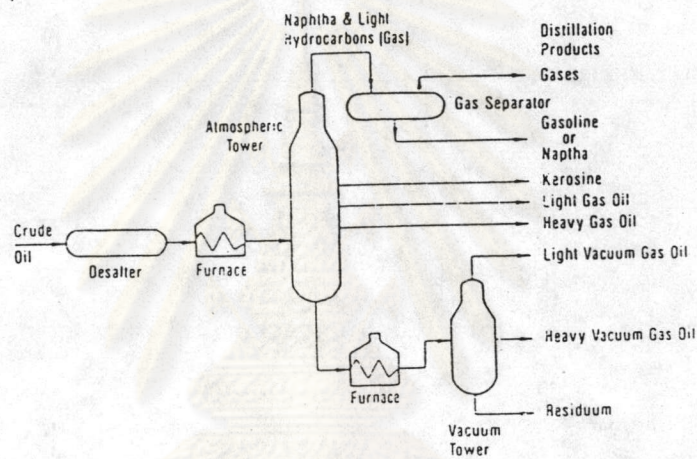 Naphtha & Light
Hydrocarbons (Gas)
Distillation
Products
Gases
Gas Separator
Atmospheric
Tower
Gasoline
or
Naptha
Kerosine
Light Gas Oil
Heavy Gas Oil
Crude
Oil
Desalter
Furnace
Light Vacuum Gas Oil
Heavy Vacuum Gas Oil
Furnace
Residuum
Vacuum
Tower